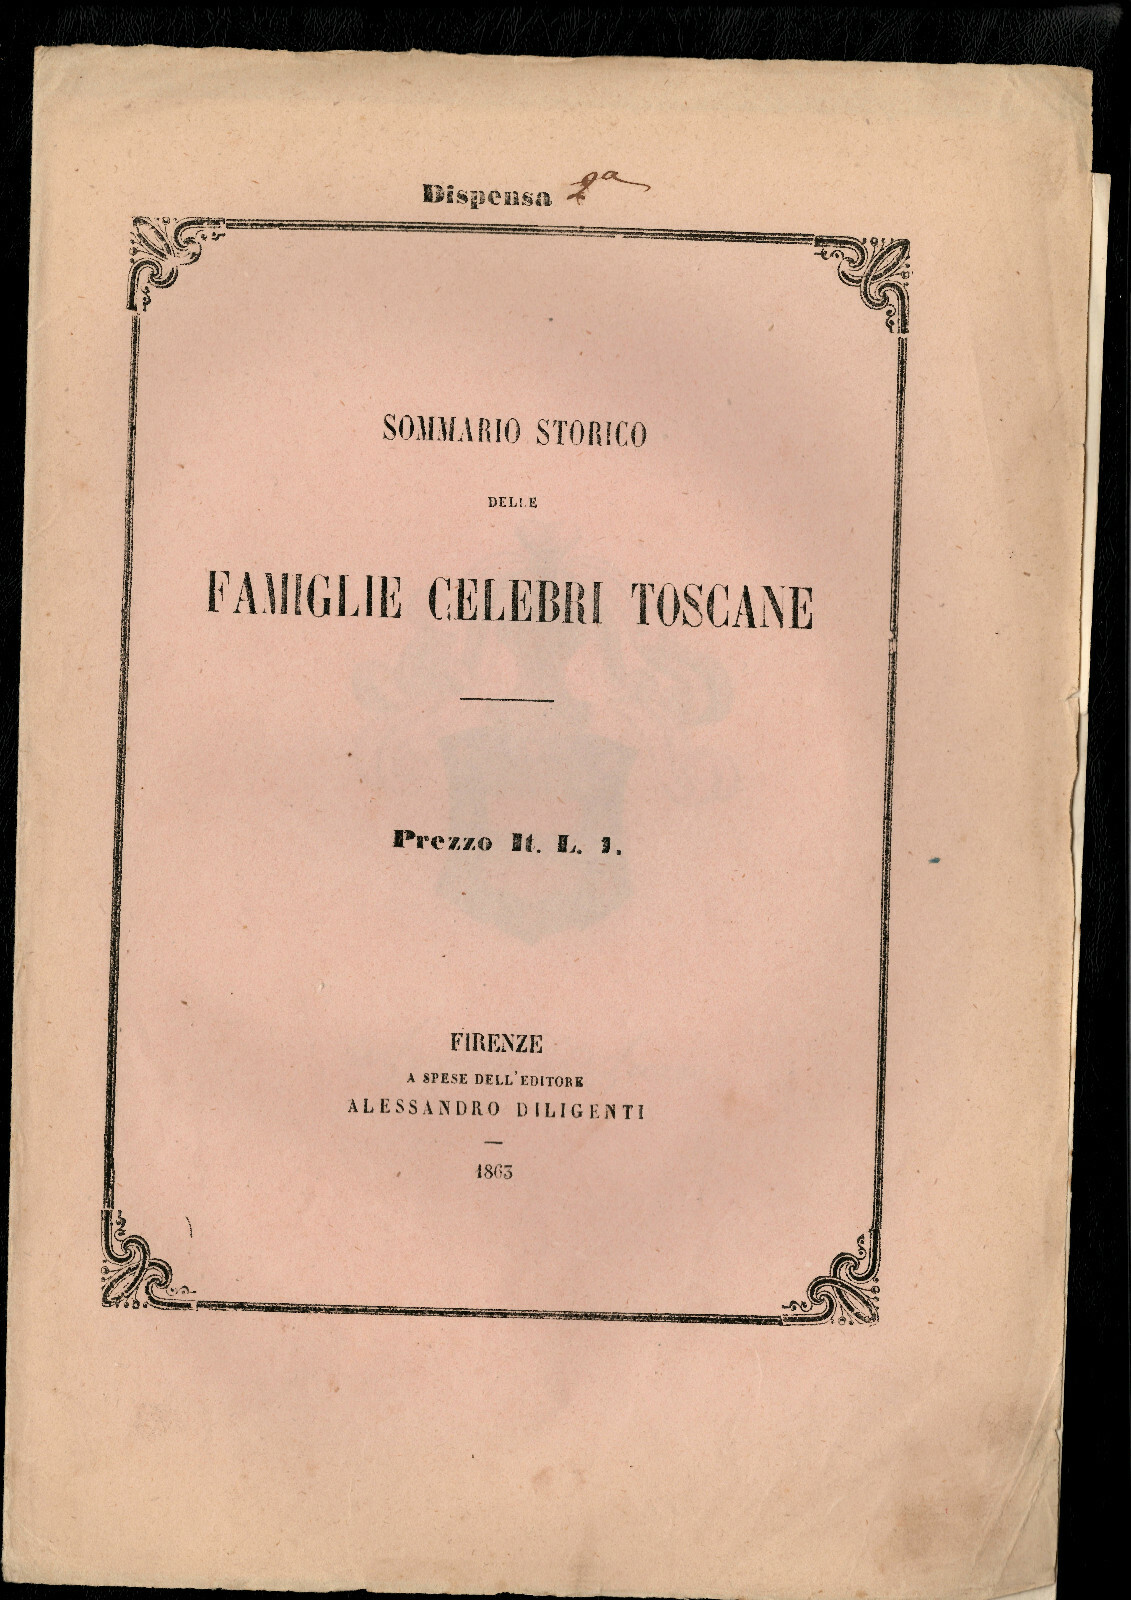 Dispensa 2a
SOMMARIO STORICO
DELLE
FAMIGLIE CELEBRI TOSCANE
Prezzo It. L. 1.
FIRENZE
A SPESE DELL'EDITORE
ALESSANDRO DILIGENTI
1863